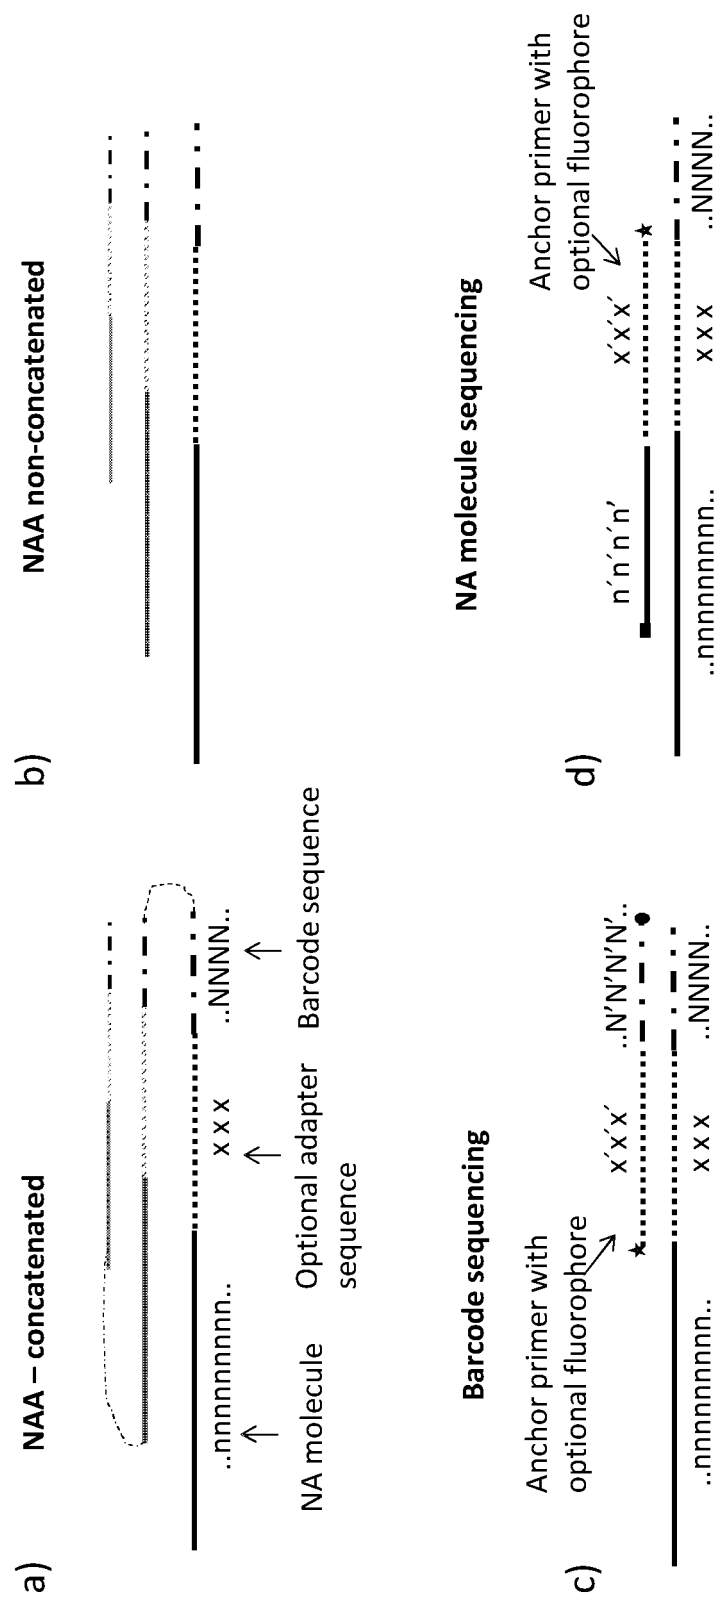 a)
NAA – concatenated
..nnnnnnnnn..
x x x
..NNNN..
NA molecule
Optional adapter
sequence
Barcode sequence
b)
NAA non-concatenated
c)
Barcode sequencing
Anchor primer with
optional fluorophore
x´x´x´
..N'N'N'N'N'..
..nnnnnnnnn..
x x x
..NNNN..
d)
NA molecule sequencing
Anchor primer with
optional fluorophore
n´n´n´n´n'
x´x´x´
..nnnnnnnnn..
x x x
..NNNN..